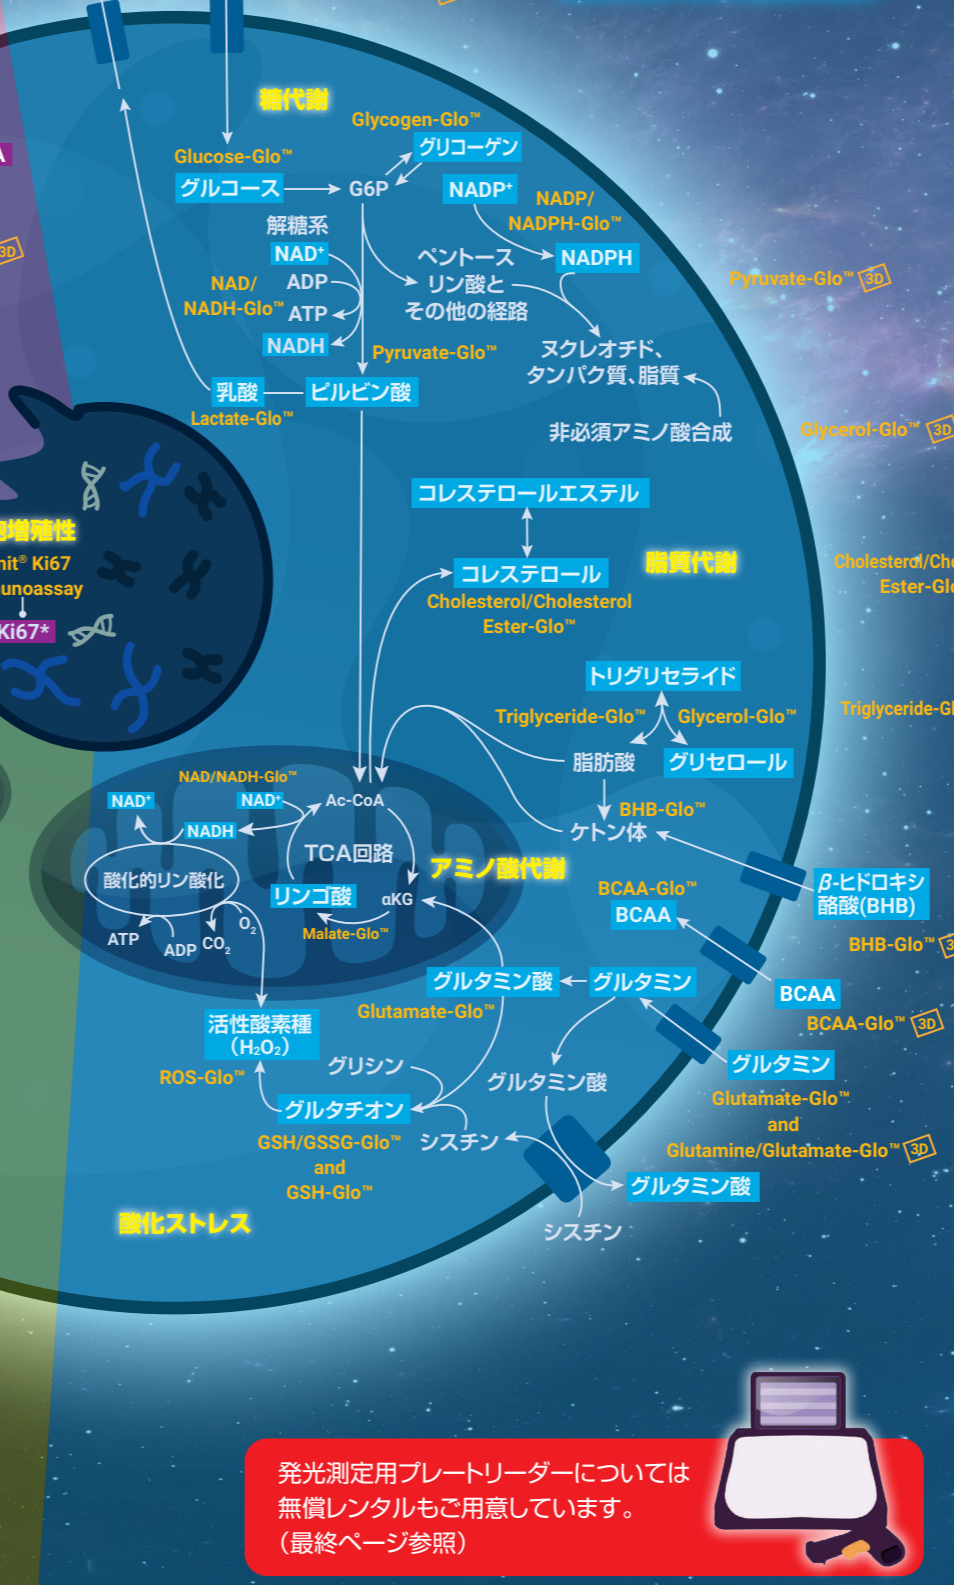 糖代謝
Glycogen-Glo™
グリコーゲン
Glucose-Glo™
グルコース
G6P
NADP⁺
NADP/
NADPH-Glo™
解糖系
NAD⁺
ADP
ATP
NADH
NAD/
NADH-Glo™
ペントース
リン酸と
その他の経路
NADPH
Pyruvate-Glo™ 3D
3D
Pyruvate-Glo™
ヌクレオチド、
タンパク質、脂質
乳酸
ピルビン酸
Lactate-Glo™
非必須アミノ酸合成
Glycerol-Glo™ 3D
コレステロールエステル
増殖性
Ki67
Ki67*
コレステロール
脂質代謝
Cholesterol/Cholesterol
Ester-Glo™
トリグリセライド
Triglyceride-Glo™
Glycerol-Glo™
脂肪酸
グリセロール
BHB-Glo™
ケトン体
NAD/NADH-Glo™
NAD⁺
NAD⁺
NADH
Ac-CoA
TCA回路
酸化的リン酸化
リンゴ酸
αKG
Malate-Glo™
ATP
ADP
CO₂
O₂
アミノ酸代謝
β-ヒドロキシ
酪酸(BHB)
BHB-Glo™
BCAA-Glo™
BCAA
BCAA
BCAA-Glo™ 3D
グルタミン酸
グルタミン
Glutamate-Glo™
グルタミン
Glutamate-Glo™
and
Glutamine/Glutamate-Glo™ 3D
活性酸素種
（H₂O₂）
ROS-Glo™
グリシン
グルタミン酸
グルタチオン
GSH/GSSG-Glo™
and
GSH-Glo™
シスチン
グルタミン酸
シスチン
酸化ストレス
発光測定用プレートリーダーについては
無償レンタルもご用意しています。
（最終ページ参照）